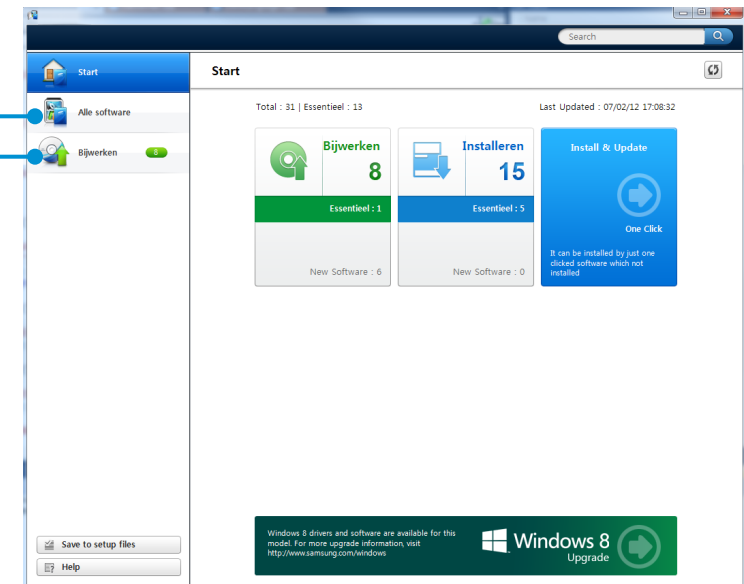 Search
Start
Start
Alle software
Bijwerken
8
Total : 31 | Essentieel : 13
Last Updated : 07/02/12 17:08:32
Bijwerken
8
Essentieel : 1
New Software : 6
Installeren
15
Essentieel : 5
New Software : 0
Install & Update
One Click
It can be installed by just one
clicked software which not
installed
Save to setup files
Help
Windows 8 drivers and software are available for this
model. For more upgrade information, visit
http://www.samsung.com/windows
Windows 8
Upgrade